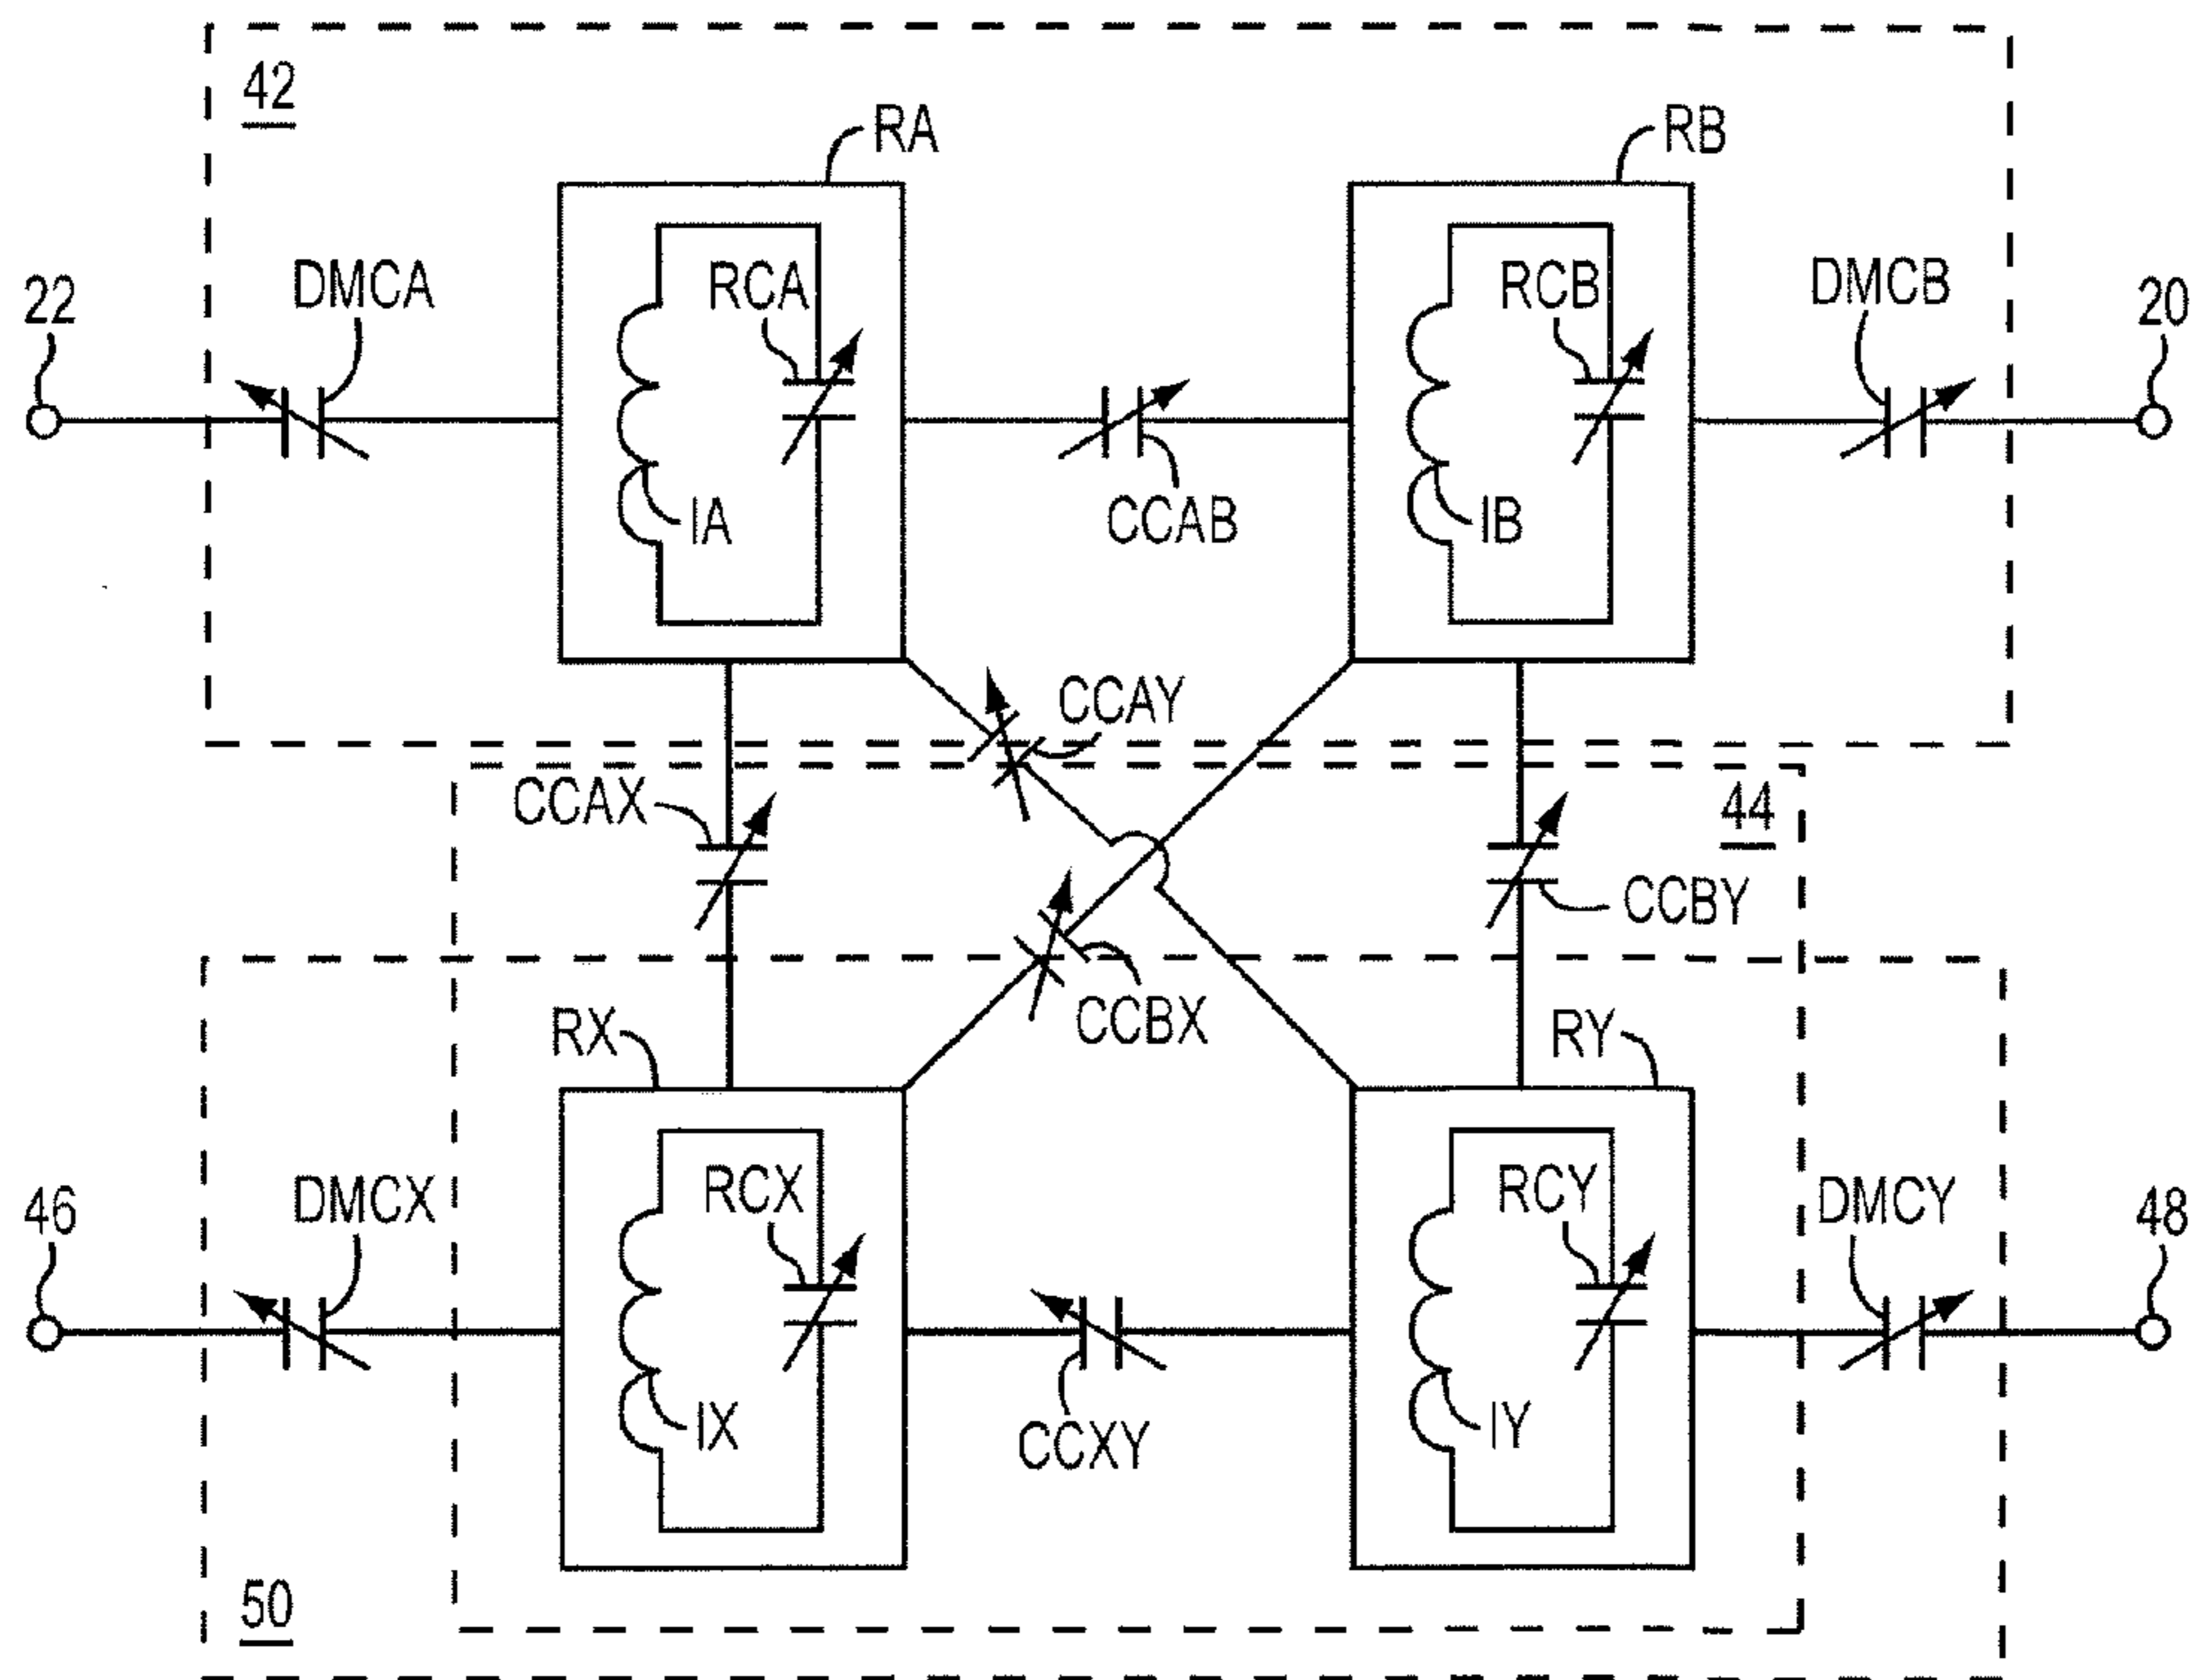 42
RA
RB
22
DMCA
RCA
RCB
DMCB
20
IA
CCAB
IB
CCAY
CCAX
44
CCBY
CCBX
RX
RY
46
DMCX
RCX
RCY
DMCY
48
IX
CCXY
IY
50